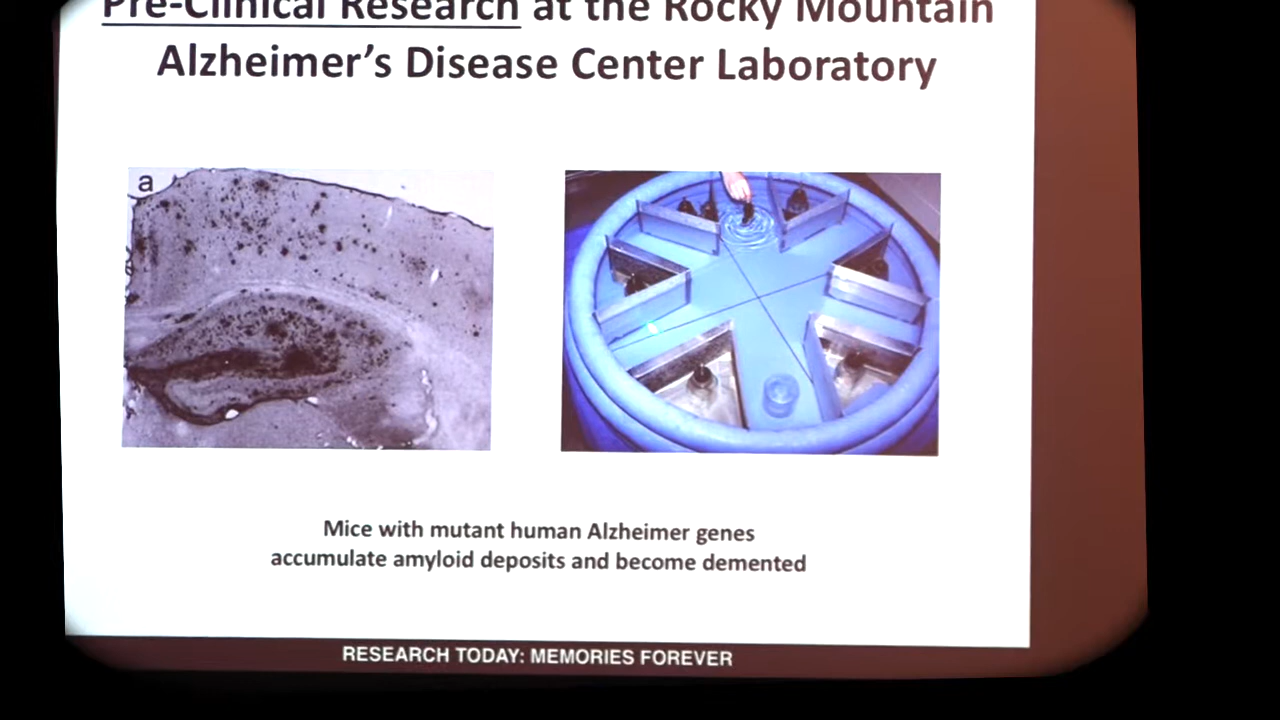 Pre-Clinical Research at the Rocky Mountain
Alzheimer's Disease Center Laboratory
a
Mice with mutant human Alzheimer genes
accumulate amyloid deposits and become demented
RESEARCH TODAY: MEMORIES FOREVER